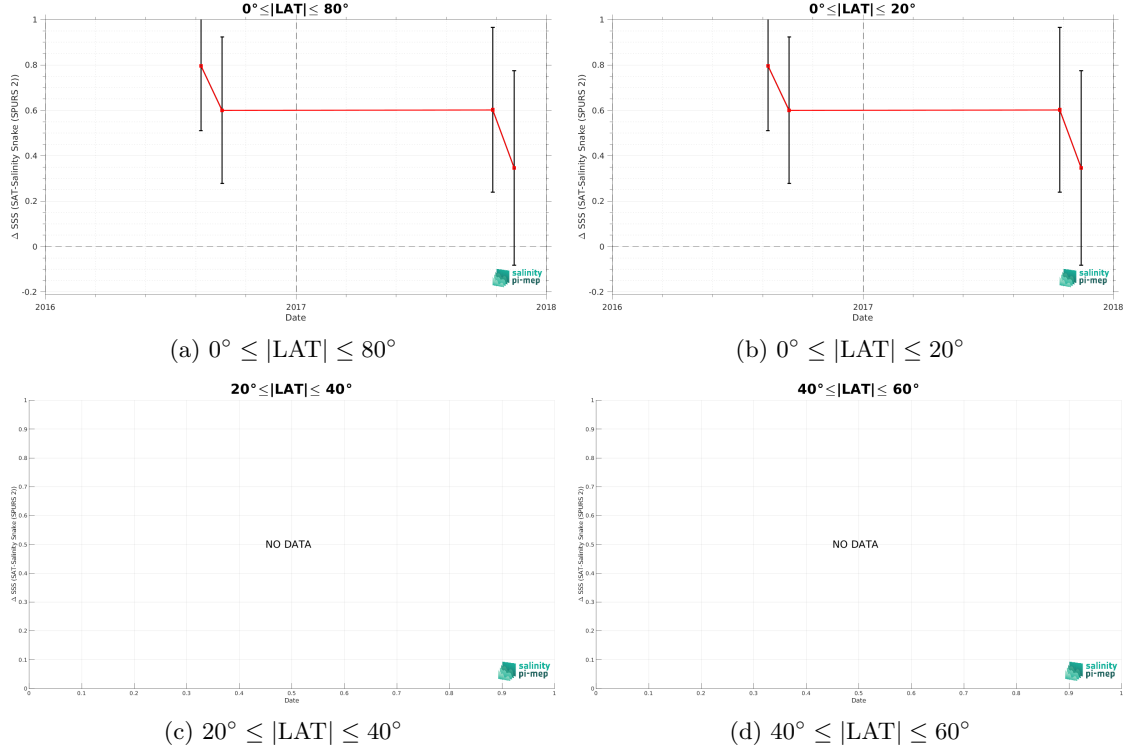 0°≤|LAT|≤ 80°
Δ SSS (SAT-Salinity Snake (SPURS 2))
1
0.8
0.6
0.4
0.2
0
-0.2
2016
2017
2018
Date
salinity
pi-mep
(a) 0° ≤ |LAT| ≤ 80°
0°≤|LAT|≤ 20°
Δ SSS (SAT-Salinity Snake (SPURS 2))
1
0.8
0.6
0.4
0.2
0
-0.2
2016
2017
2018
Date
salinity
pi-mep
(b) 0° ≤ |LAT| ≤ 20°
20°≤|LAT|≤ 40°
Δ SSS (SAT-Salinity Snake (SPURS 2))
1
0.9
0.8
0.7
0.6
0.5
0.4
0.3
0.2
0.1
0
NO DATA
0 0.1 0.2 0.3 0.4 0.5 0.6 0.7 0.8 0.9 1
Date
salinity
pi-mep
(c) 20° ≤ |LAT| ≤ 40°
40°≤|LAT|≤ 60°
Δ SSS (SAT-Salinity Snake (SPURS 2))
1
0.9
0.8
0.7
0.6
0.5
0.4
0.3
0.2
0.1
0
NO DATA
0 0.1 0.2 0.3 0.4 0.5 0.6 0.7 0.8 0.9 1
Date
salinity
pi-mep
(d) 40° ≤ |LAT| ≤ 60°